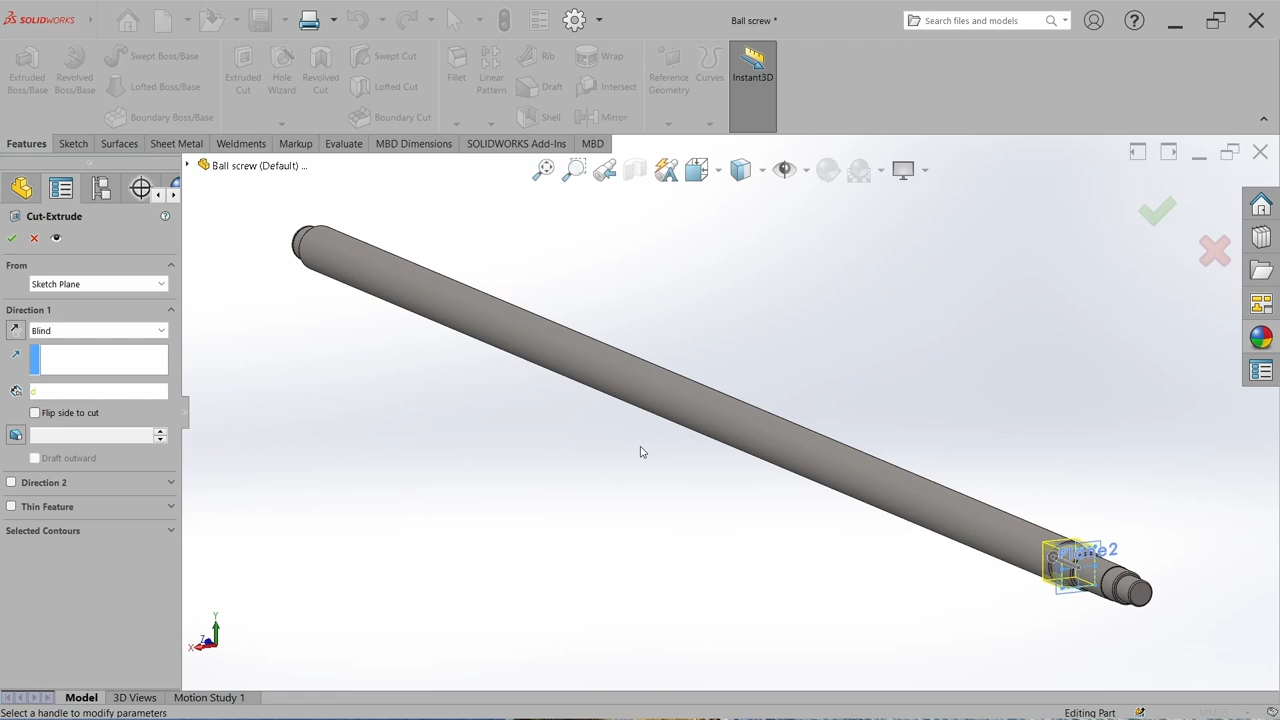 SOLIDWORKS
Ball screw *
Search files and models
Extruded Boss/Base
Revolved Boss/Base
Swept Boss/Base
Lofted Boss/Base
Boundary Boss/Base
Extruded Cut
Hole Wizard
Revolved Cut
Swept Cut
Lofted Cut
Boundary Cut
Fillet
Linear Pattern
Rib
Draft
Shell
Wrap
Intersect
Mirror
Reference Geometry
Curves
Instant3D
Features
Sketch
Surfaces
Sheet Metal
Weldments
Markup
Evaluate
MBD Dimensions
SOLIDWORKS Add-Ins
MBD
Ball screw (Default) ...
Cut-Extrude
From
Sketch Plane
Direction 1
Blind
d
Flip side to cut
Draft outward
Direction 2
Thin Feature
Selected Contours
Plane2
Y
Z
X
Model
3D Views
Motion Study 1
Select a handle to modify parameters
Editing Part
MMGS